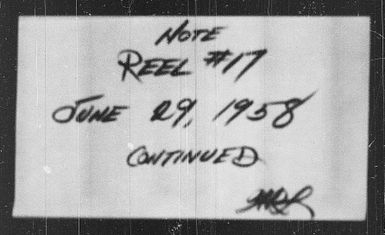 NOTE
REEL #17
JUNE 29, 1958
CONTINUED